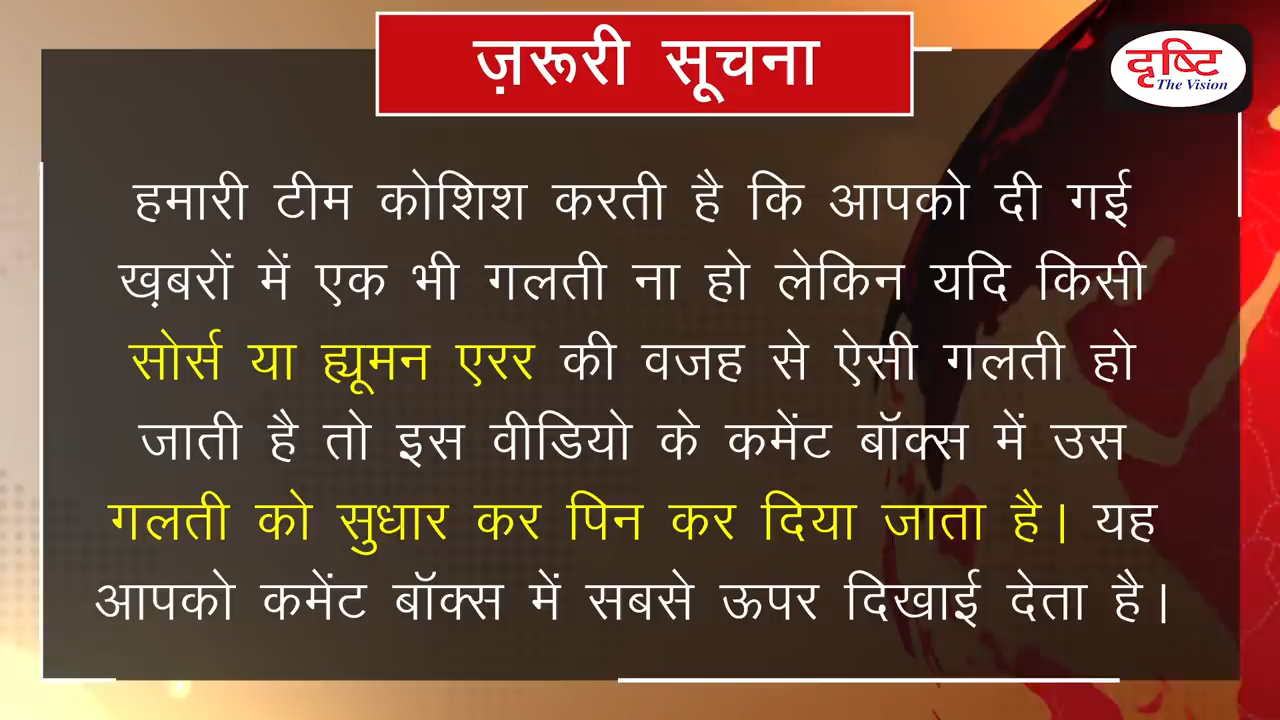 ज़रूरी सूचना
दृष्टि
The Vision
हमारी टीम कोशिश करती है कि आपको दी गई
ख़बरों में एक भी गलती ना हो लेकिन यदि किसी
सोर्स या ह्यूमन एरर की वजह से ऐसी गलती हो
जाती है तो इस वीडियो के कमेंट बॉक्स में उस
गलती को सुधार कर पिन कर दिया जाता है। यह
आपको कमेंट बॉक्स में सबसे ऊपर दिखाई देता है।